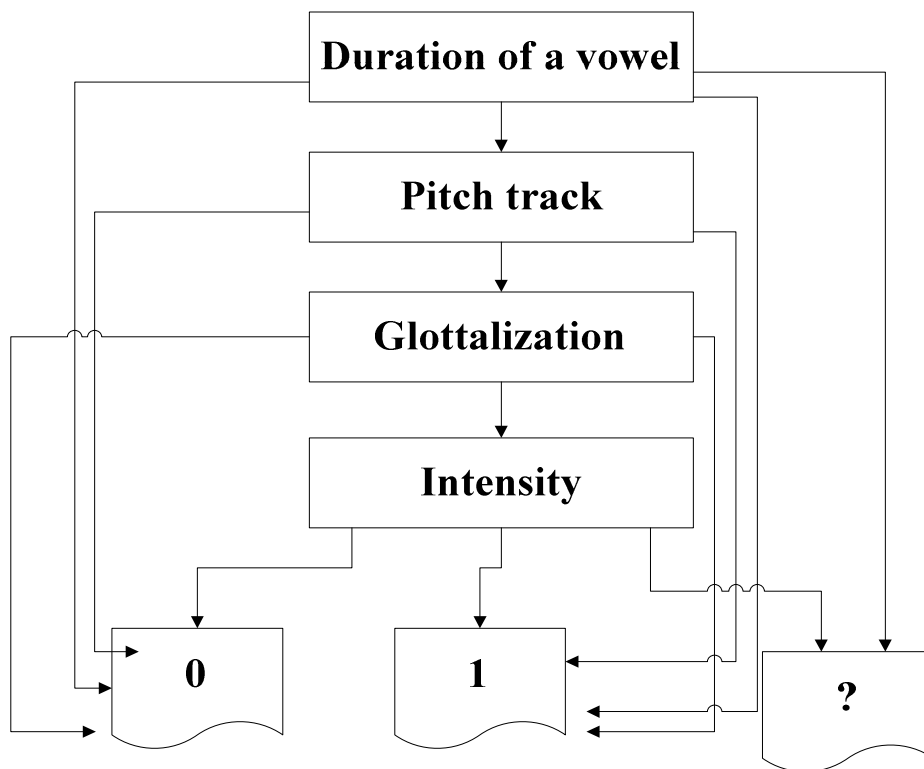 Duration of a vowel
Pitch track
Glottalization
Intensity
0
1
?